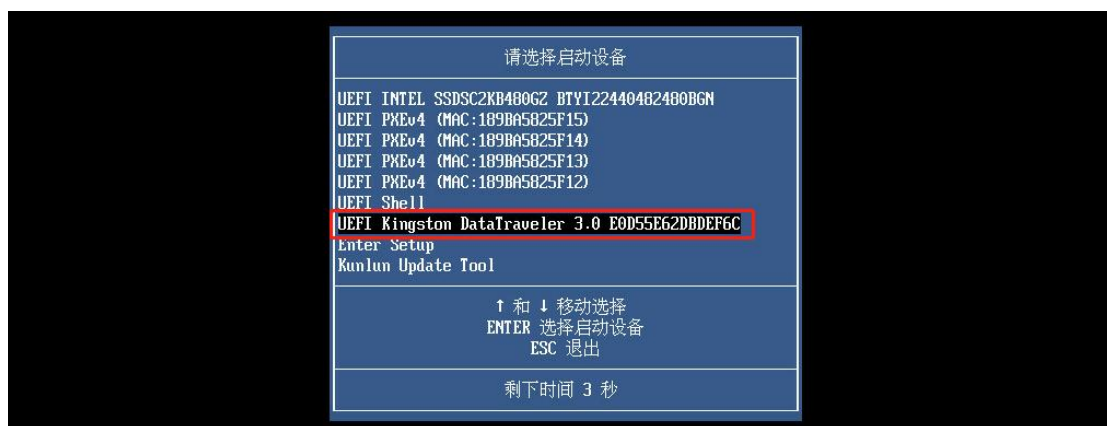 请选择启动设备
UEFI INTEL SSDSC2KB480GZ BTYI22440482480BGN
UEFI PXEv4 (MAC:189BA5825F15)
UEFI PXEv4 (MAC:189BA5825F14)
UEFI PXEv4 (MAC:189BA5825F13)
UEFI PXEv4 (MAC:189BA5825F12)
UEFI Shell
UEFI Kingston DataTraveler 3.0 E0D55E62DBDEF6C
Enter Setup
Kunlun Update Tool
↑ 和 ↓ 移动选择
ENTER 选择启动设备
ESC 退出
剩下时间 3 秒